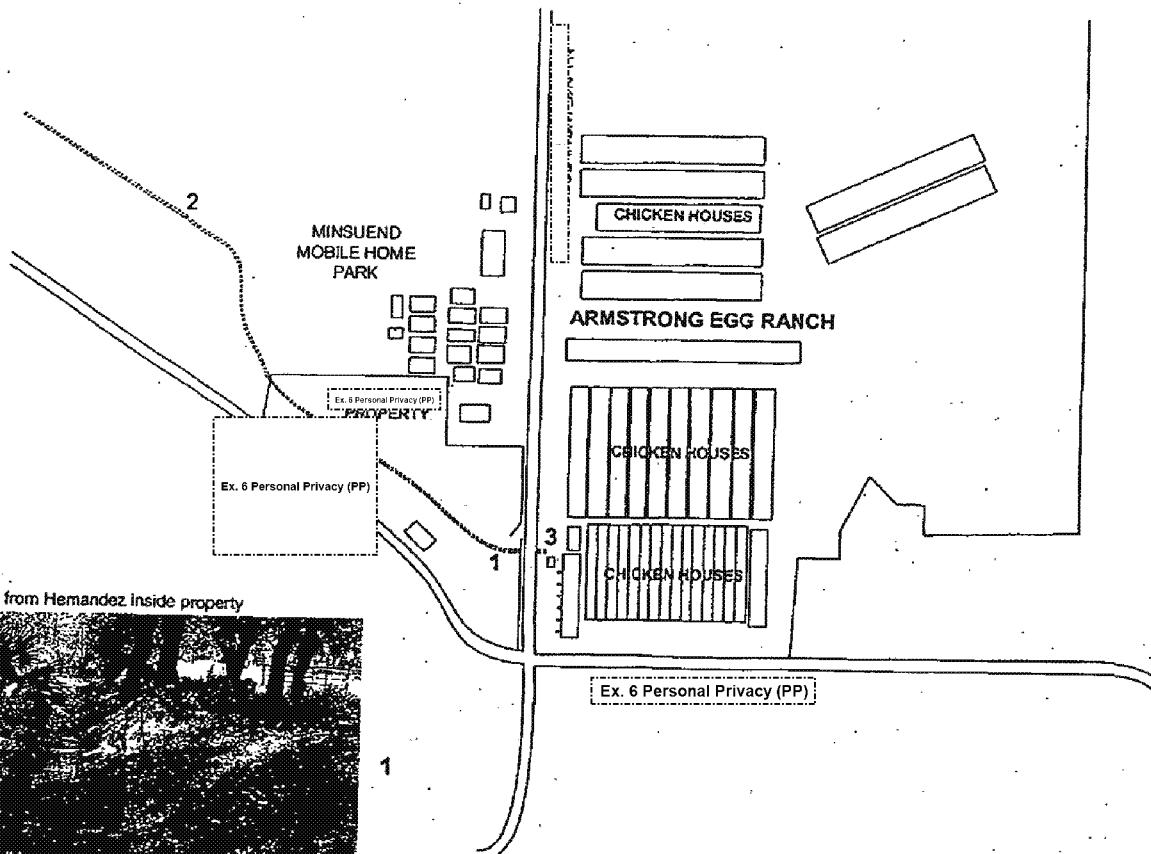 2
MINSUEND
MOBILE HOME
PARK
CHICKEN HOUSES
ARMSTRONG EGG RANCH
Ex. 6 Personal Privacy (PP)
PROPERTY
CHICKEN HOUSES
Ex. 6 Personal Privacy (PP)
3
1
CHICKEN HOUSES
from Hernandez inside property
Ex. 6 Personal Privacy (PP)
1